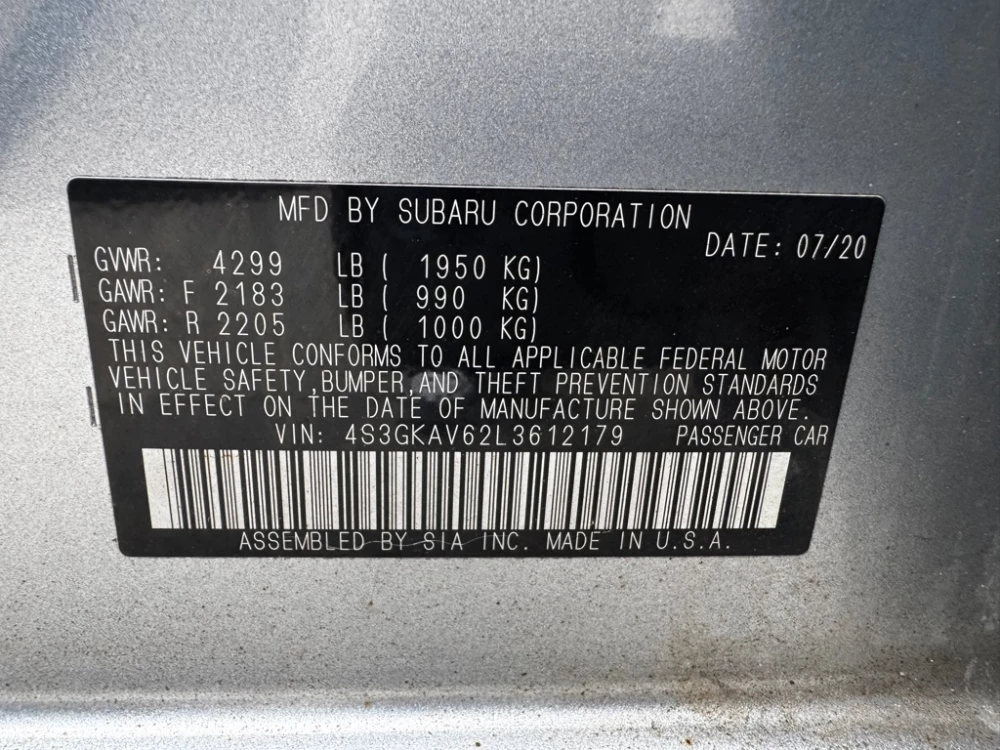 MFD BY SUBARU CORPORATION
DATE: 07/20
GVWR: 4299 LB ( 1950 KG)
GAWR: F 2183 LB ( 990 KG)
GAWR: R 2205 LB ( 1000 KG)
THIS VEHICLE CONFORMS TO ALL APPLICABLE FEDERAL MOTOR
VEHICLE SAFETY,BUMPER,AND THEFT PREVENTION STANDARDS
IN EFFECT ON THE DATE OF MANUFACTURE SHOWN ABOVE.
VIN: 4S3GKAV62L3612179 PASSENGER CAR
ASSEMBLED BY SIA INC. MADE IN U.S.A.